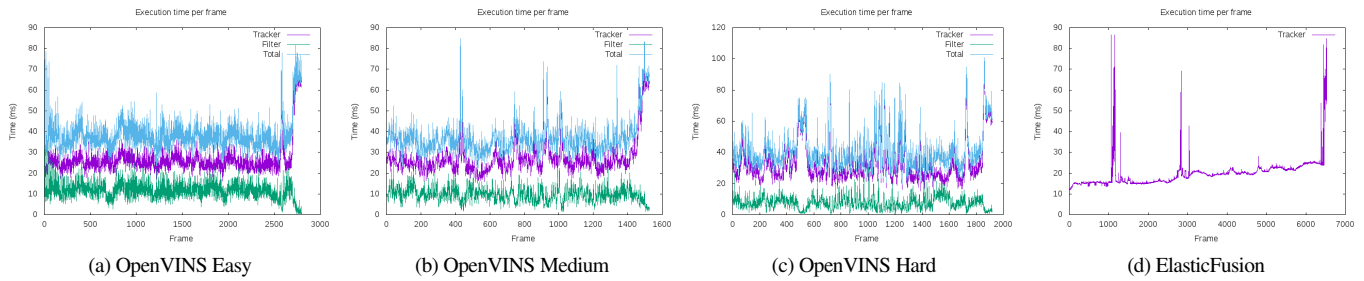 Execution time per frame
Tracker
Filter
Total
90
80
70
60
50
40
30
20
10
0
Time (ms)
0 500 1000 1500 2000 2500 3000
Frame
(a) OpenVINS Easy
Execution time per frame
Tracker
Filter
Total
90
80
70
60
50
40
30
20
10
0
Time (ms)
0 200 400 600 800 1000 1200 1400 1600
Frame
(b) OpenVINS Medium
Execution time per frame
Tracker
Filter
Total
120
100
80
60
40
20
0
Time (ms)
0 200 400 600 800 1000 1200 1400 1600 1800 2000
Frame
(c) OpenVINS Hard
Execution time per frame
Tracker
90
80
70
60
50
40
30
20
10
0
Time (ms)
0 1000 2000 3000 4000 5000 6000 7000
Frame
(d) ElasticFusion